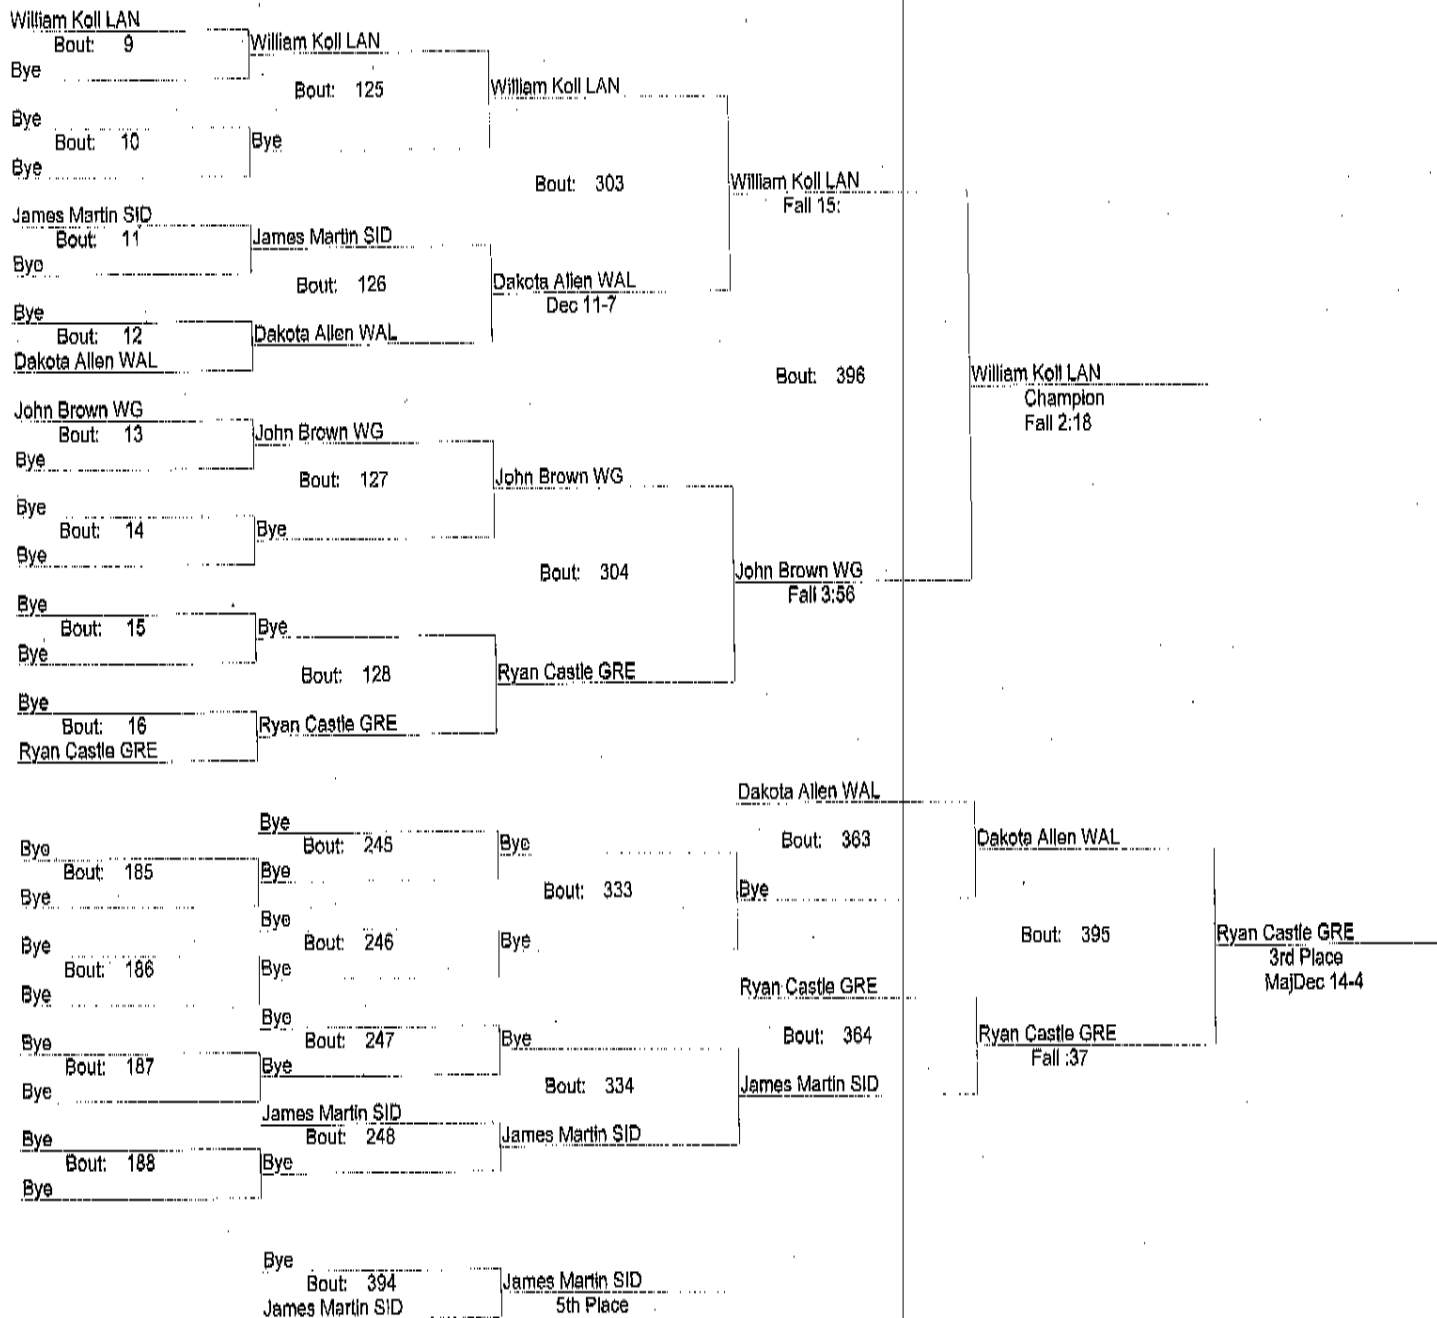 William Koll LAN
Bout: 9
Bye
William Koll LAN
Bout: 125
William Koll LAN
Bye
Bout: 10
Bye
Bye
Bout: 303
William Koll LAN
Fall 15:
James Martin SID
Bout: 11
Bye
James Martin SID
Bout: 126
Dakota Allen WAL
Dec 11-7
Bye
Bout: 12
Dakota Allen WAL
Dakota Allen WAL
Bout: 396
William Koll LAN
Champion
Fall 2:18
John Brown WG
Bout: 13
Bye
John Brown WG
Bout: 127
John Brown WG
Bye
Bout: 14
Bye
Bye
Bout: 304
John Brown WG
Fall 3:56
Bye
Bout: 15
Bye
Bye
Bout: 128
Ryan Castle GRE
Bye
Bout: 16
Ryan Castle GRE
Ryan Castle GRE
Dakota Allen WAL
Bout: 363
Bye
Dakota Allen WAL
Bye
Bout: 245
Bye
Bye
Bout: 185
Bye
Bye
Bout: 333
Bye
Bout: 246
Bye
Bye
Bye
Bout: 186
Bye
Bout: 395
Ryan Castle GRE
3rd Place
MajDec 14-4
Ryan Castle GRE
Bout: 364
James Martin SID
Ryan Castle GRE
Fall :37
Bye
Bout: 247
Bye
Bye
Bye
Bout: 187
Bye
Bout: 334
James Martin SID
Bout: 248
Bye
James Martin SID
Bye
Bout: 188
Bye
Bye
Bout: 394
James Martin SID
James Martin SID
5th Place